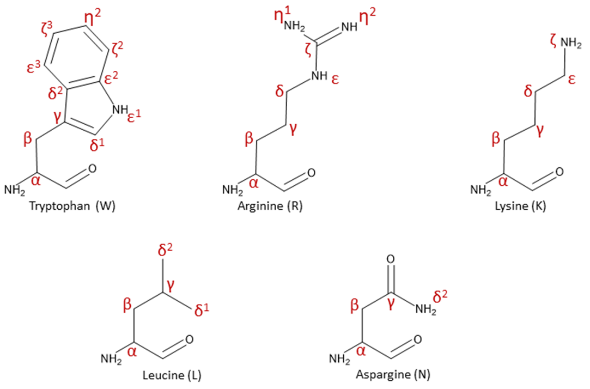 η² η¹ NH₂ NH η²
ζ³ ζ² ζ NH₂
ε³ ε² NH ε
δ² δ δ ε
γ NH ε¹
β δ¹ β γ β γ
O O O
NH₂ α NH₂ α NH₂ α
Tryptophan (W) Arginine (R) Lysine (K)
δ² O
γ δ²
β δ¹ β γ NH₂
O O
NH₂ α NH₂ α
Leucine (L) Aspargine (N)